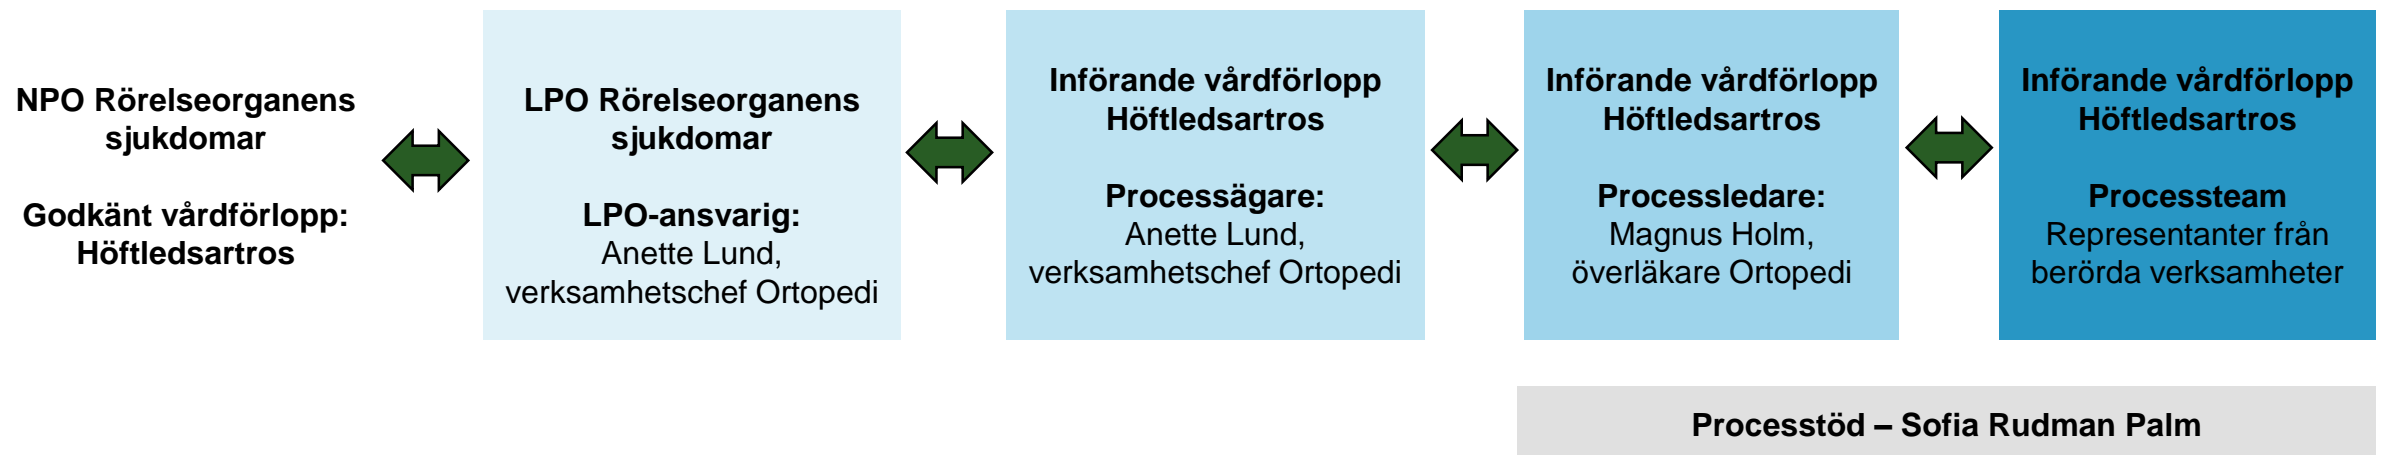 NPO Rörelseorganens
sjukdomar
Godkänt vårdförlopp:
Höftledsartros
LPO Rörelseorganens
sjukdomar
LPO-ansvarig:
Anette Lund,
verksamhetschef Ortopedi
Införande vårdförlopp
Höftledsartros
Processägare:
Anette Lund,
verksamhetschef Ortopedi
Införande vårdförlopp
Höftledsartros
Processledare:
Magnus Holm,
överläkare Ortopedi
Införande vårdförlopp
Höftledsartros
Processteam
Representanter från
berörda verksamheter
Processtöd – Sofia Rudman Palm